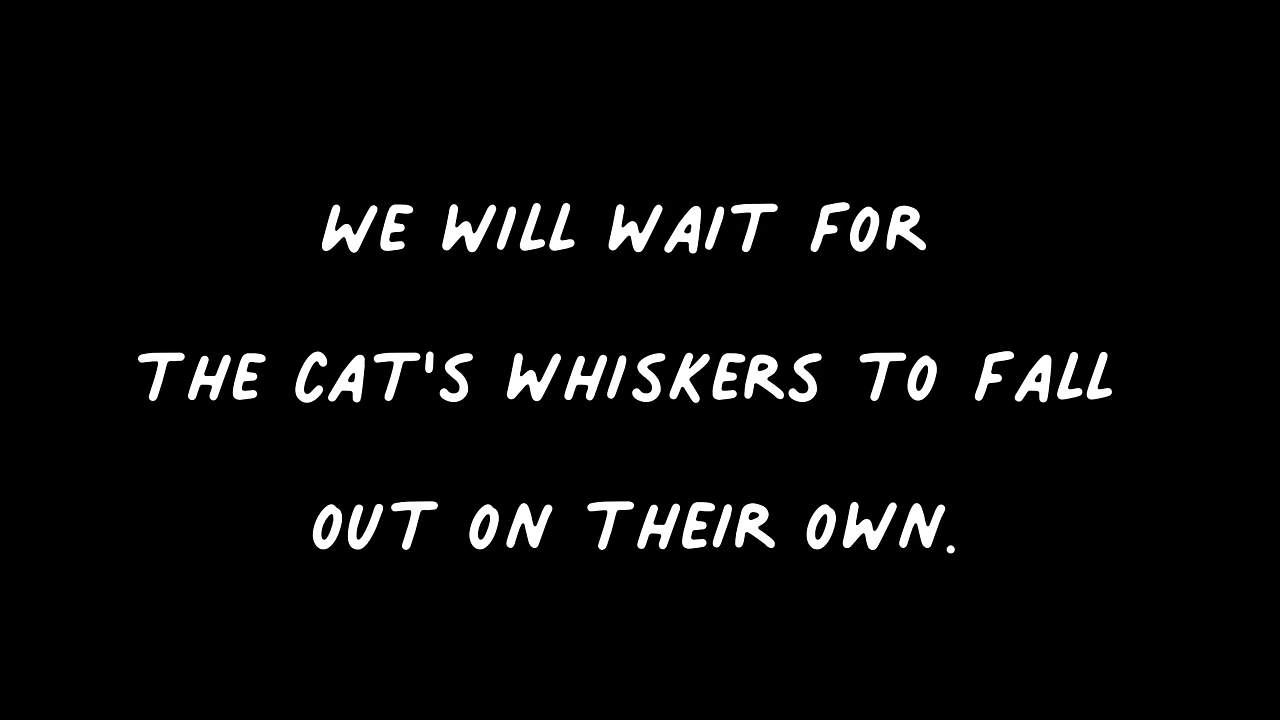 WE WILL WAIT FOR
THE CAT'S WHISKERS TO FALL
OUT ON THEIR OWN.